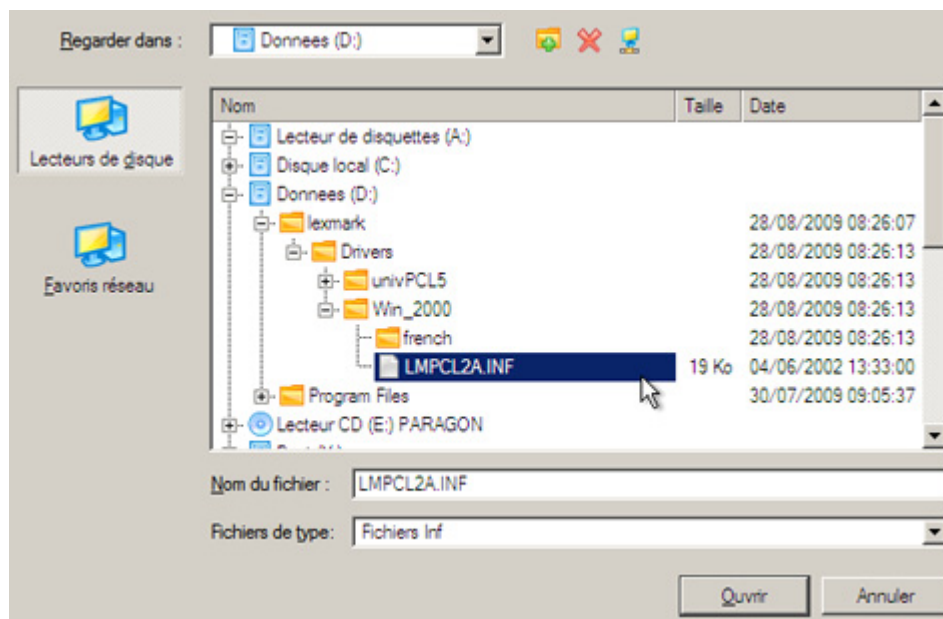 Regarder dans : Donnees (D:)
Nom Taille Date
Lecteurs de disque
Favoris réseau
Lecteur de disquettes (A:)
Disque local (C:)
Donnees (D:)
lexmark 28/08/2009 08:26:07
Drivers 28/08/2009 08:26:13
univPCL5 28/08/2009 08:26:13
Win_2000 28/08/2009 08:26:13
french 28/08/2009 08:26:13
LMPCL2A.INF 19 Ko 04/06/2002 13:33:00
Program Files 30/07/2009 09:05:37
Lecteur CD (E:) PARAGON
Nom du fichier : LMPCL2A.INF
Fichiers de type: Fichiers Inf
Ouvrir Annuler